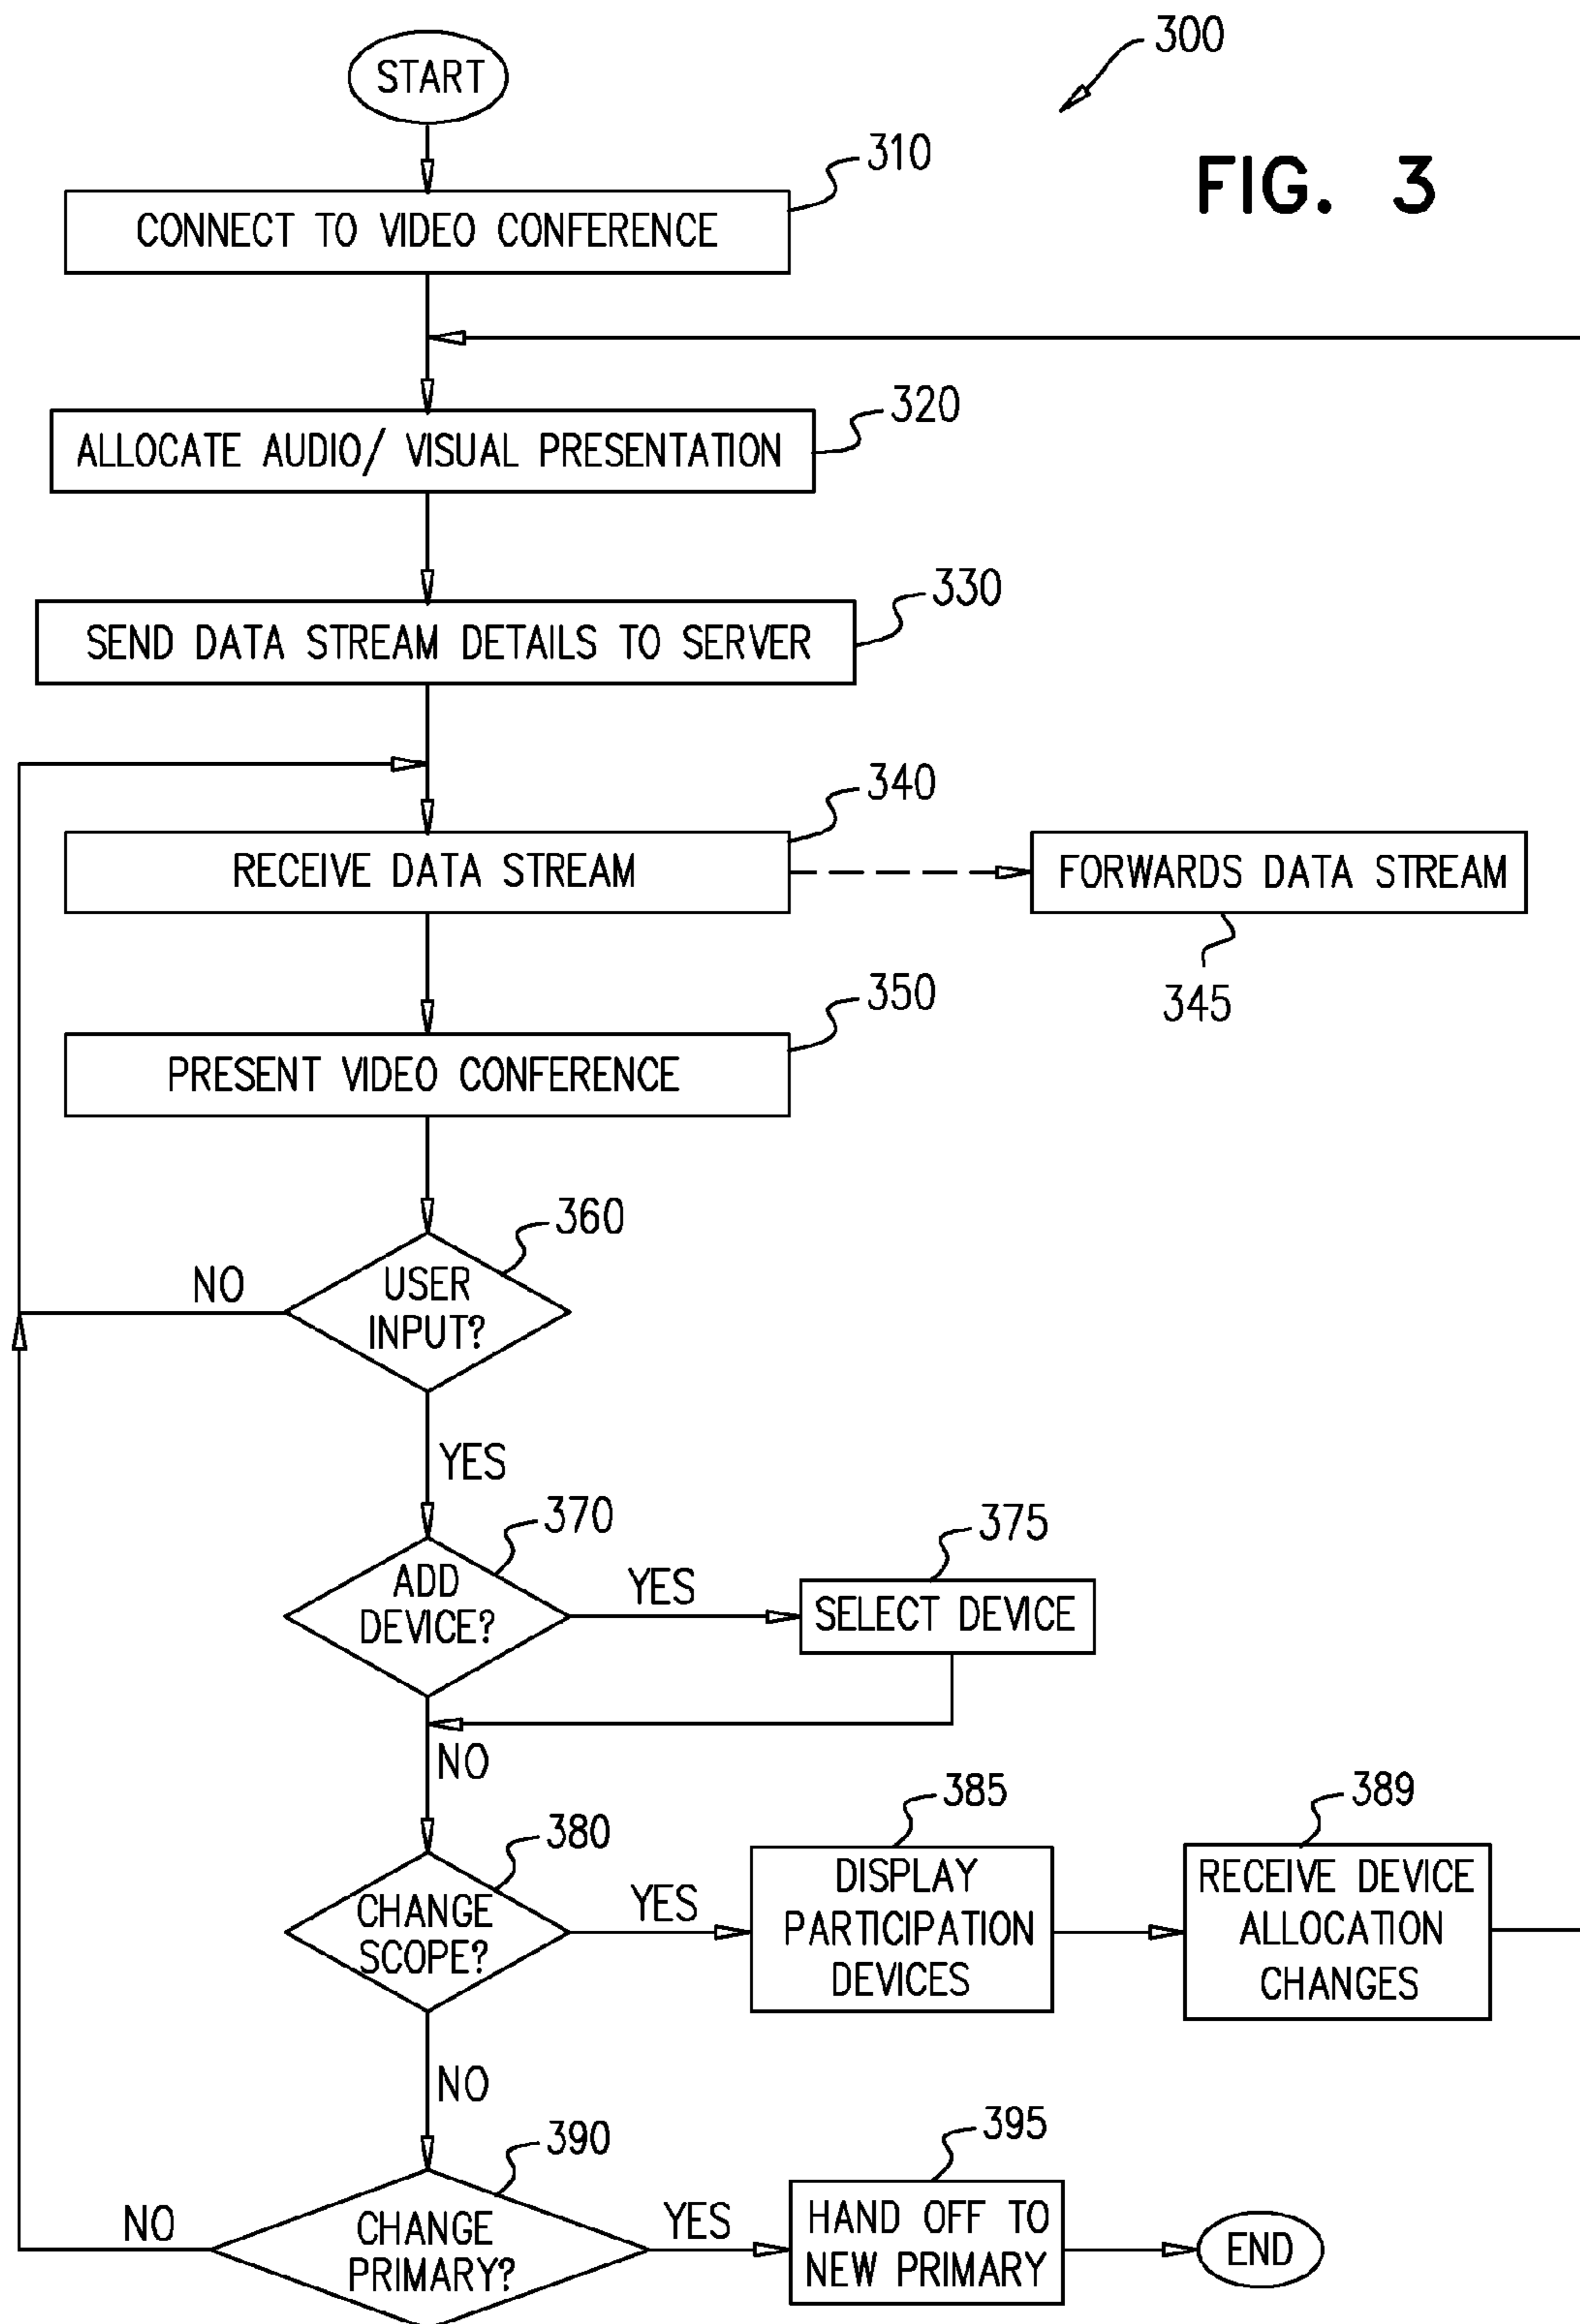 START
300
FIG. 3
310
CONNECT TO VIDEO CONFERENCE
320
ALLOCATE AUDIO/ VISUAL PRESENTATION
330
SEND DATA STREAM DETAILS TO SERVER
340
RECEIVE DATA STREAM
FORWARDS DATA STREAM
345
350
PRESENT VIDEO CONFERENCE
360
USER
INPUT?
NO
YES
370
ADD
DEVICE?
YES
375
SELECT DEVICE
NO
380
CHANGE
SCOPE?
YES
385
DISPLAY
PARTICIPATION
DEVICES
389
RECEIVE DEVICE
ALLOCATION
CHANGES
NO
390
CHANGE
PRIMARY?
NO
YES
395
HAND OFF TO
NEW PRIMARY
END